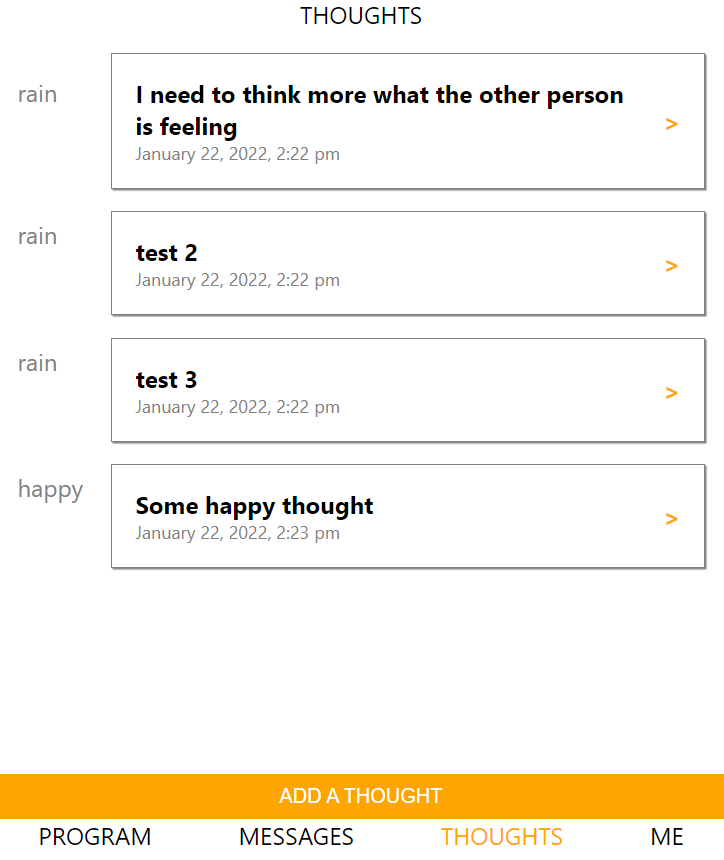 THOUGHTS
rain
I need to think more what the other person
is feeling
January 22, 2022, 2:22 pm
>
rain
test 2
January 22, 2022, 2:22 pm
>
rain
test 3
January 22, 2022, 2:22 pm
>
happy
Some happy thought
January 22, 2022, 2:23 pm
>
ADD A THOUGHT
PROGRAM MESSAGES THOUGHTS ME